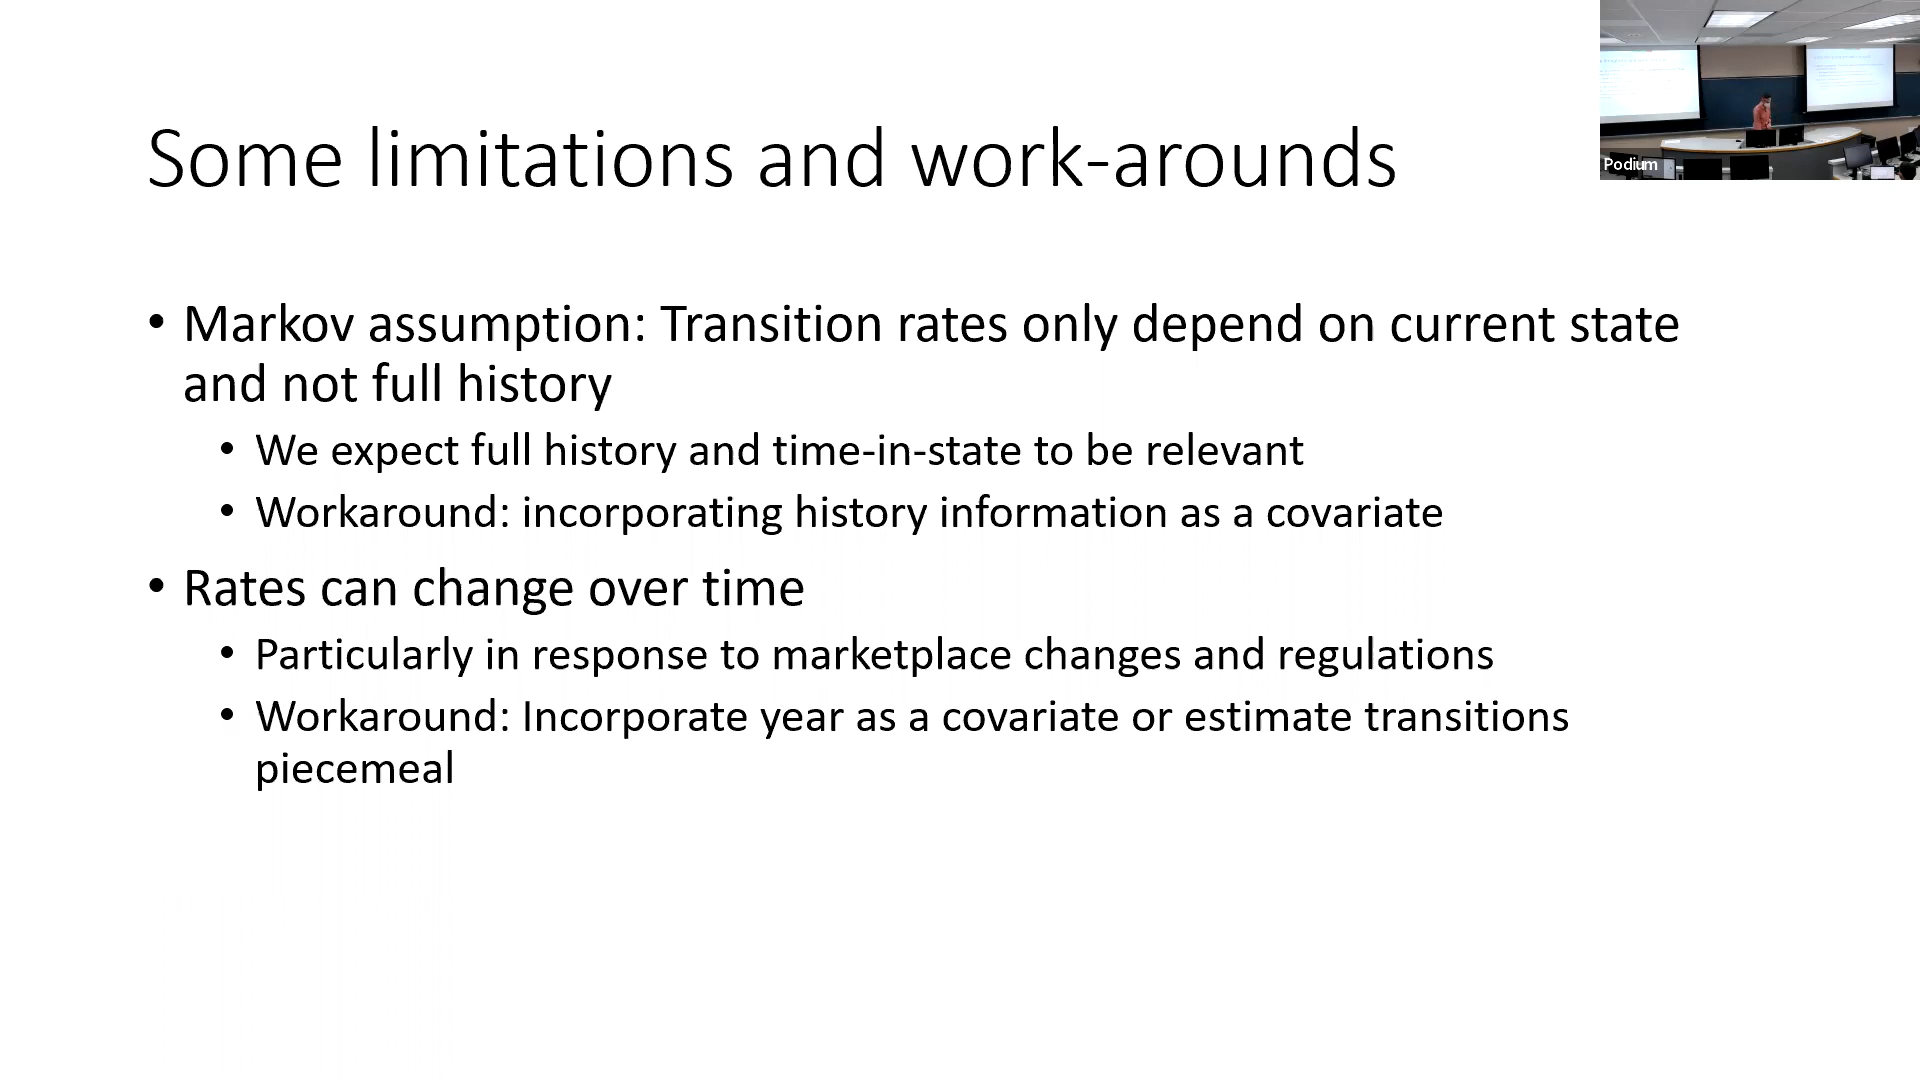 Some limitations and work-arounds
Podium
• Markov assumption: Transition rates only depend on current state
and not full history
• We expect full history and time-in-state to be relevant
• Workaround: incorporating history information as a covariate
• Rates can change over time
• Particularly in response to marketplace changes and regulations
• Workaround: Incorporate year as a covariate or estimate transitions
piecemeal